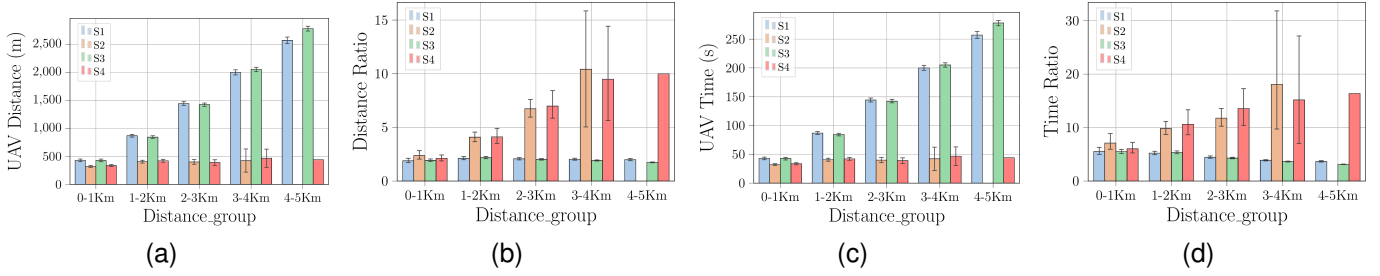 UAV Distance (m)
2,500
2,000
1,500
1,000
500
0
S1
S2
S3
S4
0-1Km 1-2Km 2-3Km 3-4Km 4-5Km
Distance_group
(a)
Distance Ratio
15
10
5
0
S1
S2
S3
S4
0-1Km 1-2Km 2-3Km 3-4Km 4-5Km
Distance_group
(b)
UAV Time (s)
250
200
150
100
50
0
S1
S2
S3
S4
0-1Km 1-2Km 2-3Km 3-4Km 4-5Km
Distance_group
(c)
Time Ratio
30
20
10
0
S1
S2
S3
S4
0-1Km 1-2Km 2-3Km 3-4Km 4-5Km
Distance_group
(d)